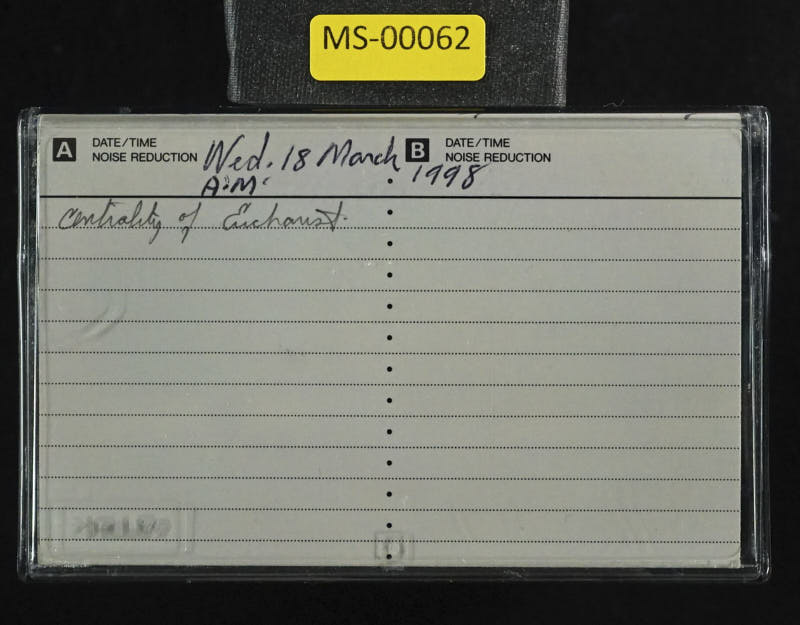 MS-00062
A DATE/TIME B DATE/TIME
NOISE REDUCTION Wed. 18 March NOISE REDUCTION
A.M. 1998
Centrality of Eucharist.